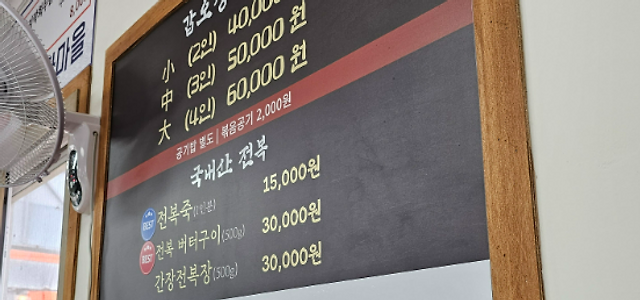 8,000
마을
갑오징
小 (2인) 40,000 원
中 (3인) 50,000 원
大 (4인) 60,000 원
공기밥 별도 | 볶음공기 2,000원
국내산 전복
BEST 전복죽(1인분) 15,000원
BEST 전복 버터구이(500g) 30,000원
간장전복장(500g) 30,000원